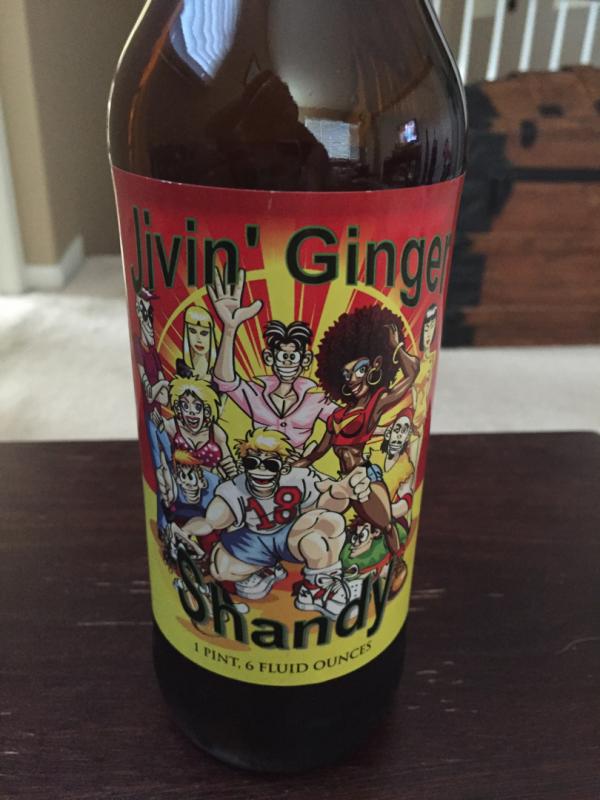 Jivin' Ginger
18
Shandy
1 PINT, 6 FLUID OUNCES